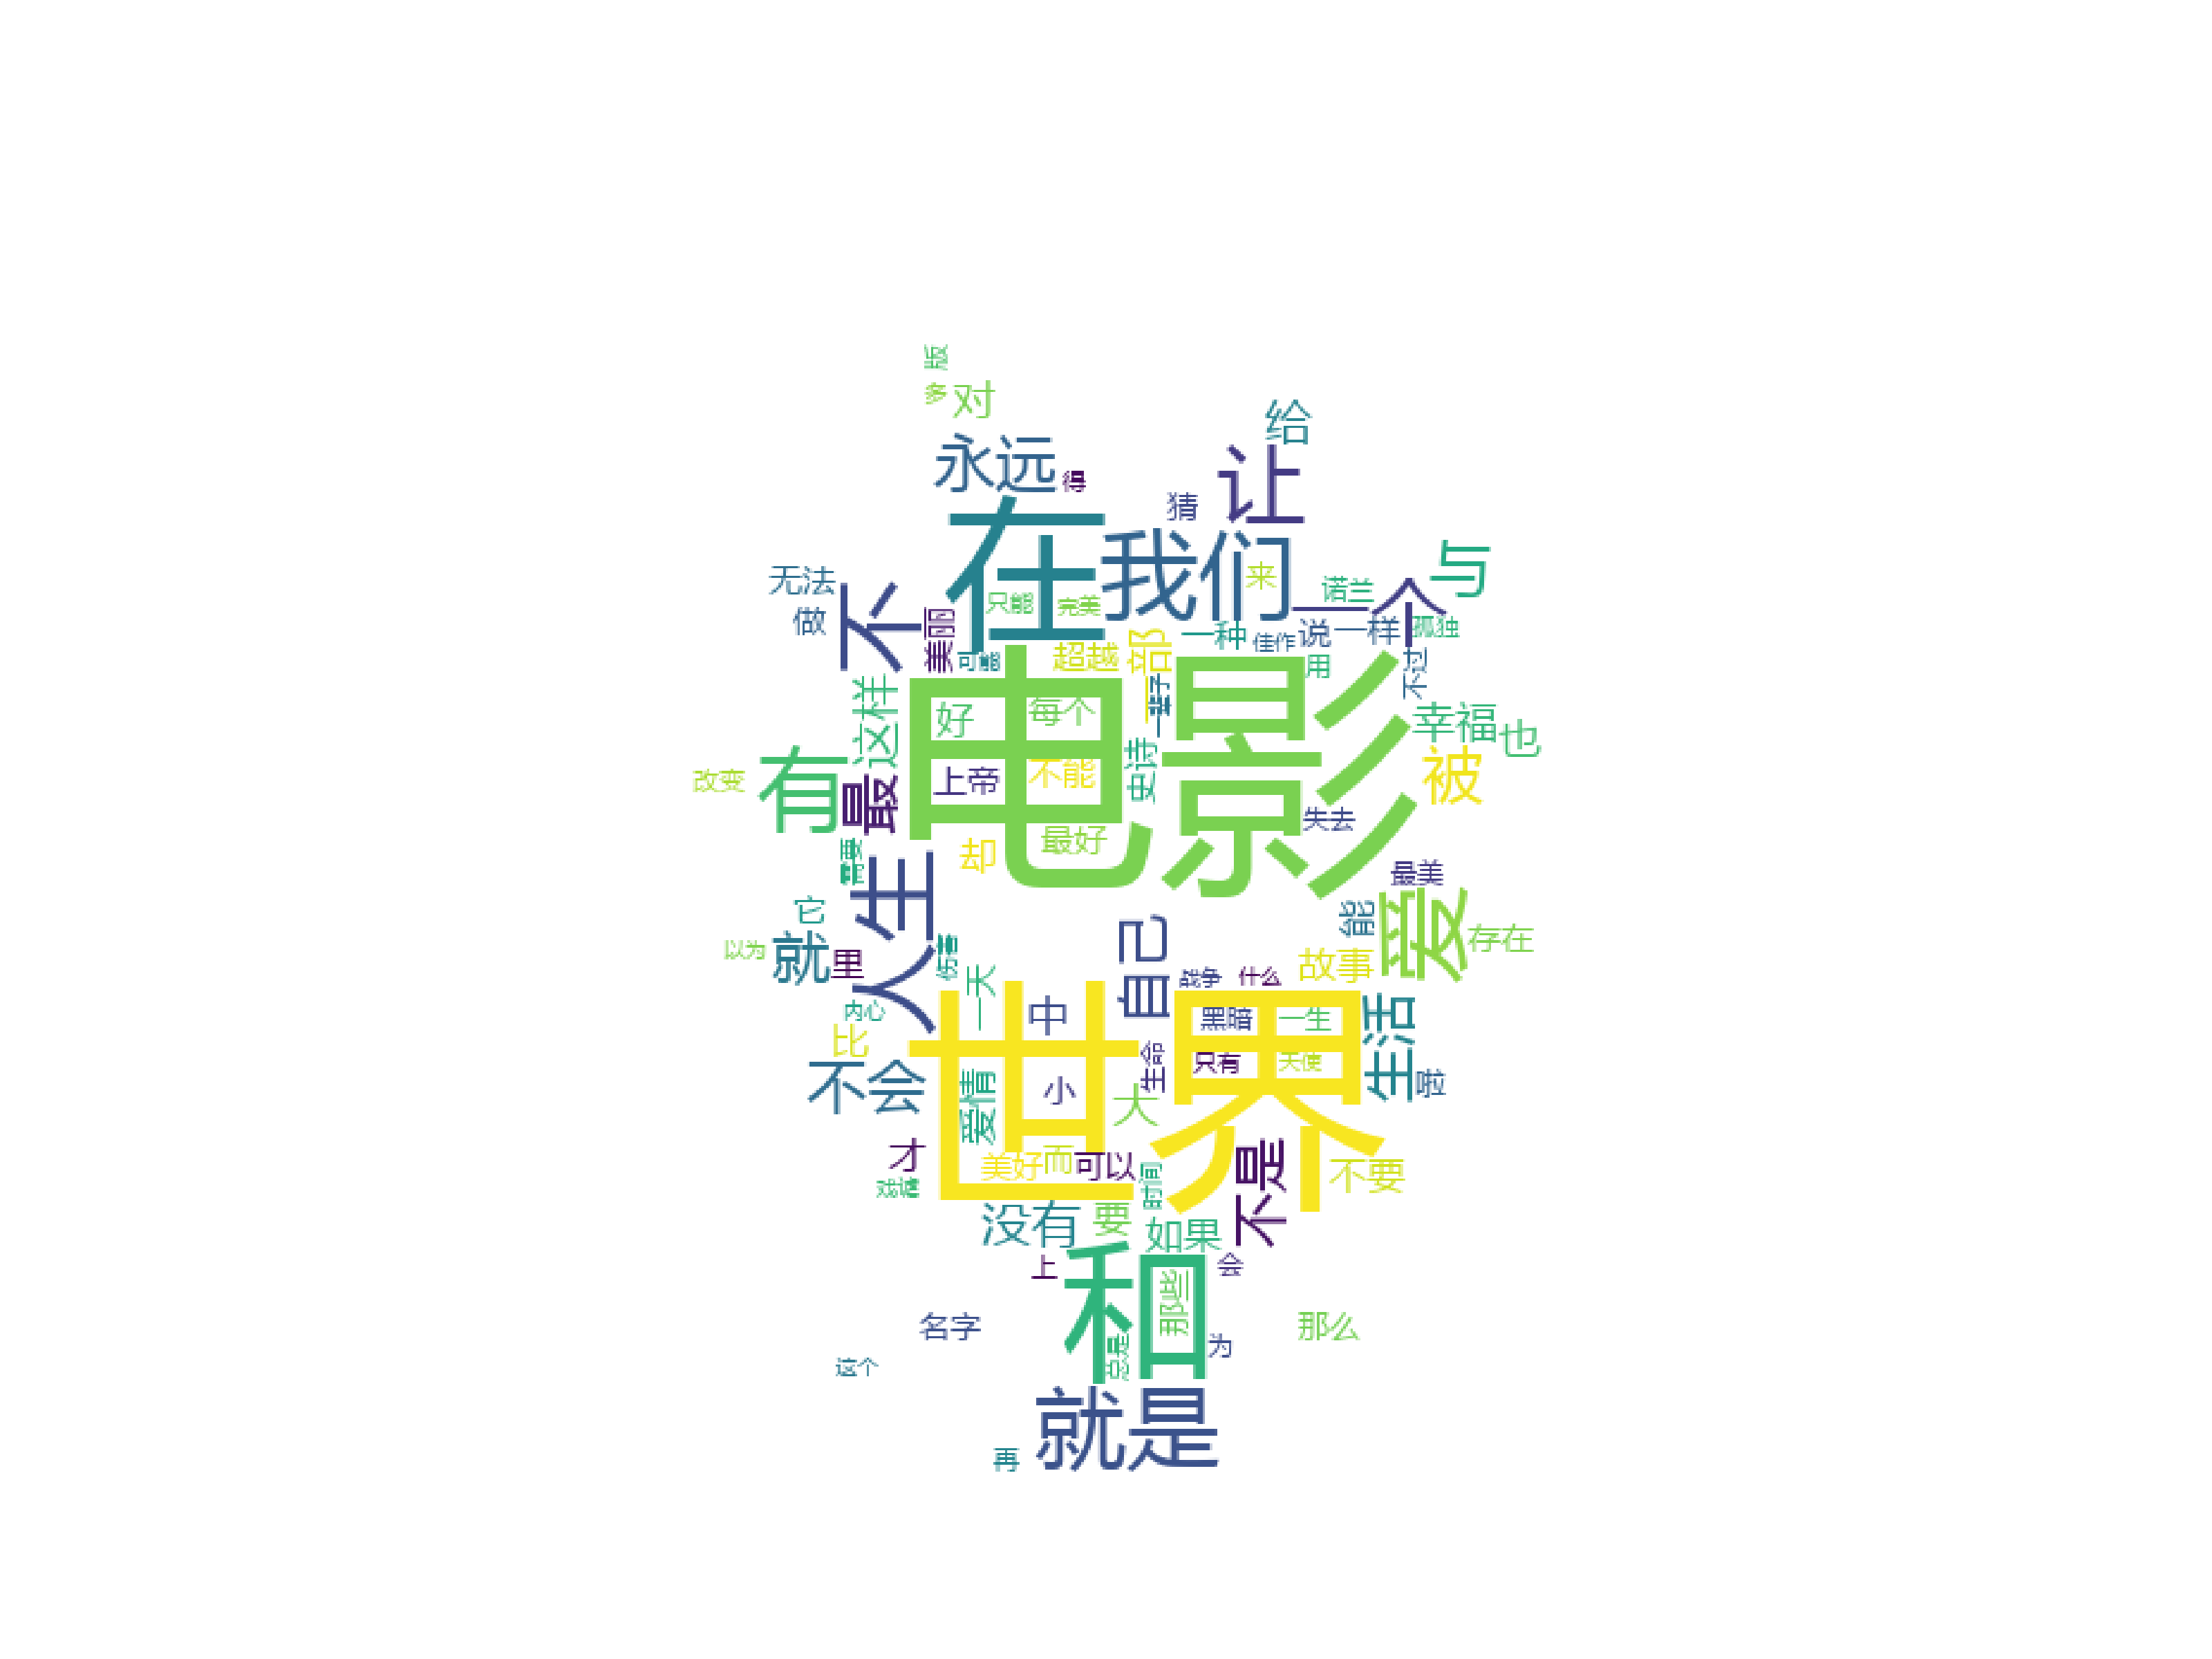 版
多
对
给
永远
得
让
猜
在
我们
与
无法
不
来
诺兰
一个
只能
完美
做
美丽
部
一种
佳作
说
一样
孤独
可能
超越
用
不过
一辈子
电影
这样
好
每个
幸福
也
史诗
有
最
上帝
不能
被
改变
失去
最好
却
需要
最美
人生
爱
能
它
自己
存在
以为
就
里
伤害
故事
一天
战争
什么
世界
内心
中
黑暗
一生
生活
比
生命
只有
天使
不会
爱情
小
大
啦
才
美好
而
可以
时间
不是
不要
没有
要
如果
和
上
会
那些
名字
总是
为
那么
这个
就是
再